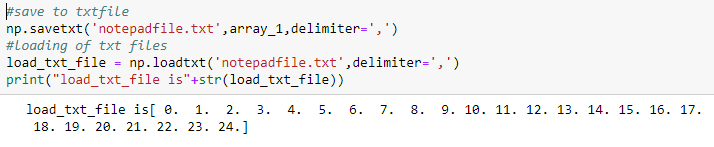 #save to txtfile
np.savetxt('notepadfile.txt',array_1,delimiter=',')
#loading of txt files
load_txt_file = np.loadtxt('notepadfile.txt',delimiter=',')
print("load_txt_file is"+str(load_txt_file))
load_txt_file is[ 0.  1.  2.  3.  4.  5.  6.  7.  8.  9. 10. 11. 12. 13. 14. 15. 16. 17.
 18. 19. 20. 21. 22. 23. 24.]